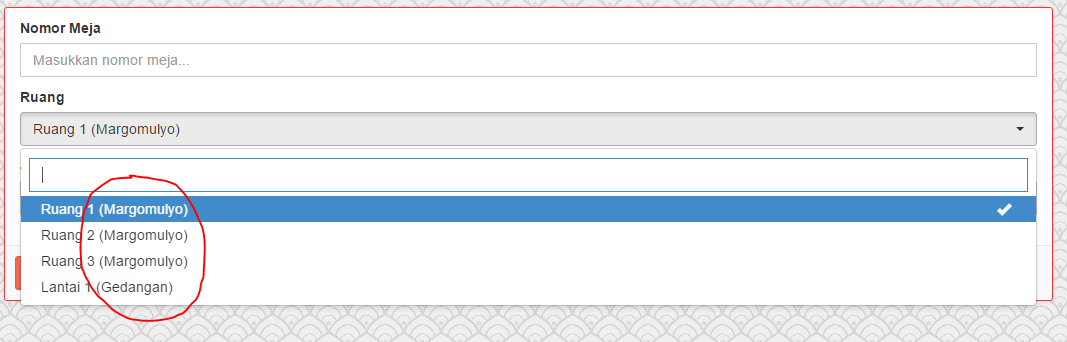 Nomor Meja
Masukkan nomor meja...
Ruang
Ruang 1 (Margomulyo)
Ruang 1 (Margomulyo)
Ruang 2 (Margomulyo)
Ruang 3 (Margomulyo)
Lantai 1 (Gedangan)